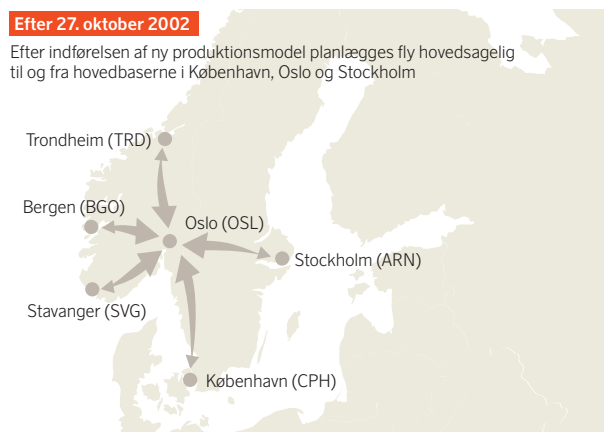 Efter 27. oktober 2002
Efter indførelsen af ny produktionsmodel planlægges fly hovedsagelig
til og fra hovedbaserne i København, Oslo og Stockholm
Trondheim (TRD)
Bergen (BGO)
Oslo (OSL)
Stockholm (ARN)
Stavanger (SVG)
København (CPH)